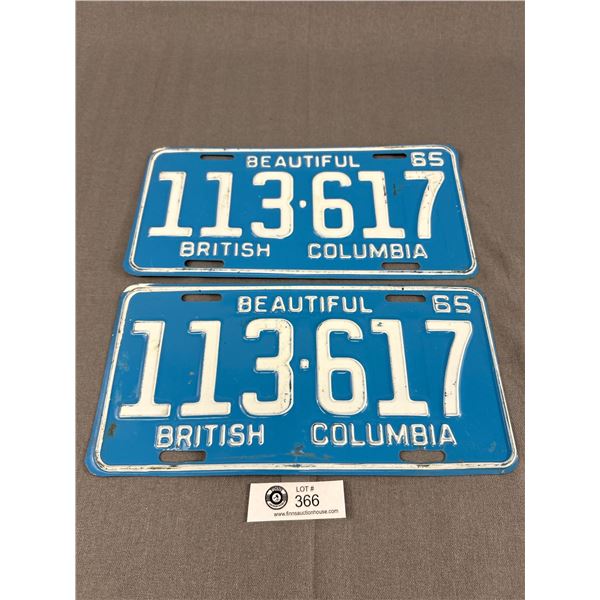 BEAUTIFUL 65
113·617
BRITISH COLUMBIA
BEAUTIFUL 65
113·617
BRITISH COLUMBIA
LOT #
366
www.finnsauctionhouse.com